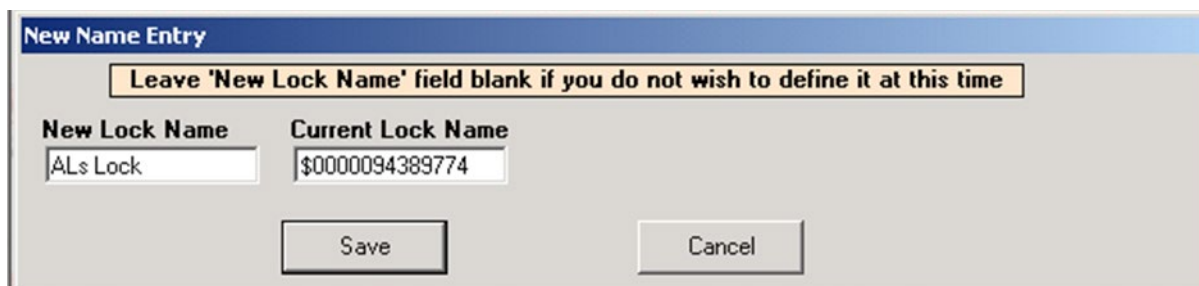 New Name Entry
Leave 'New Lock Name' field blank if you do not wish to define it at this time
New Lock Name Current Lock Name
ALs Lock $0000094389774
Save Cancel